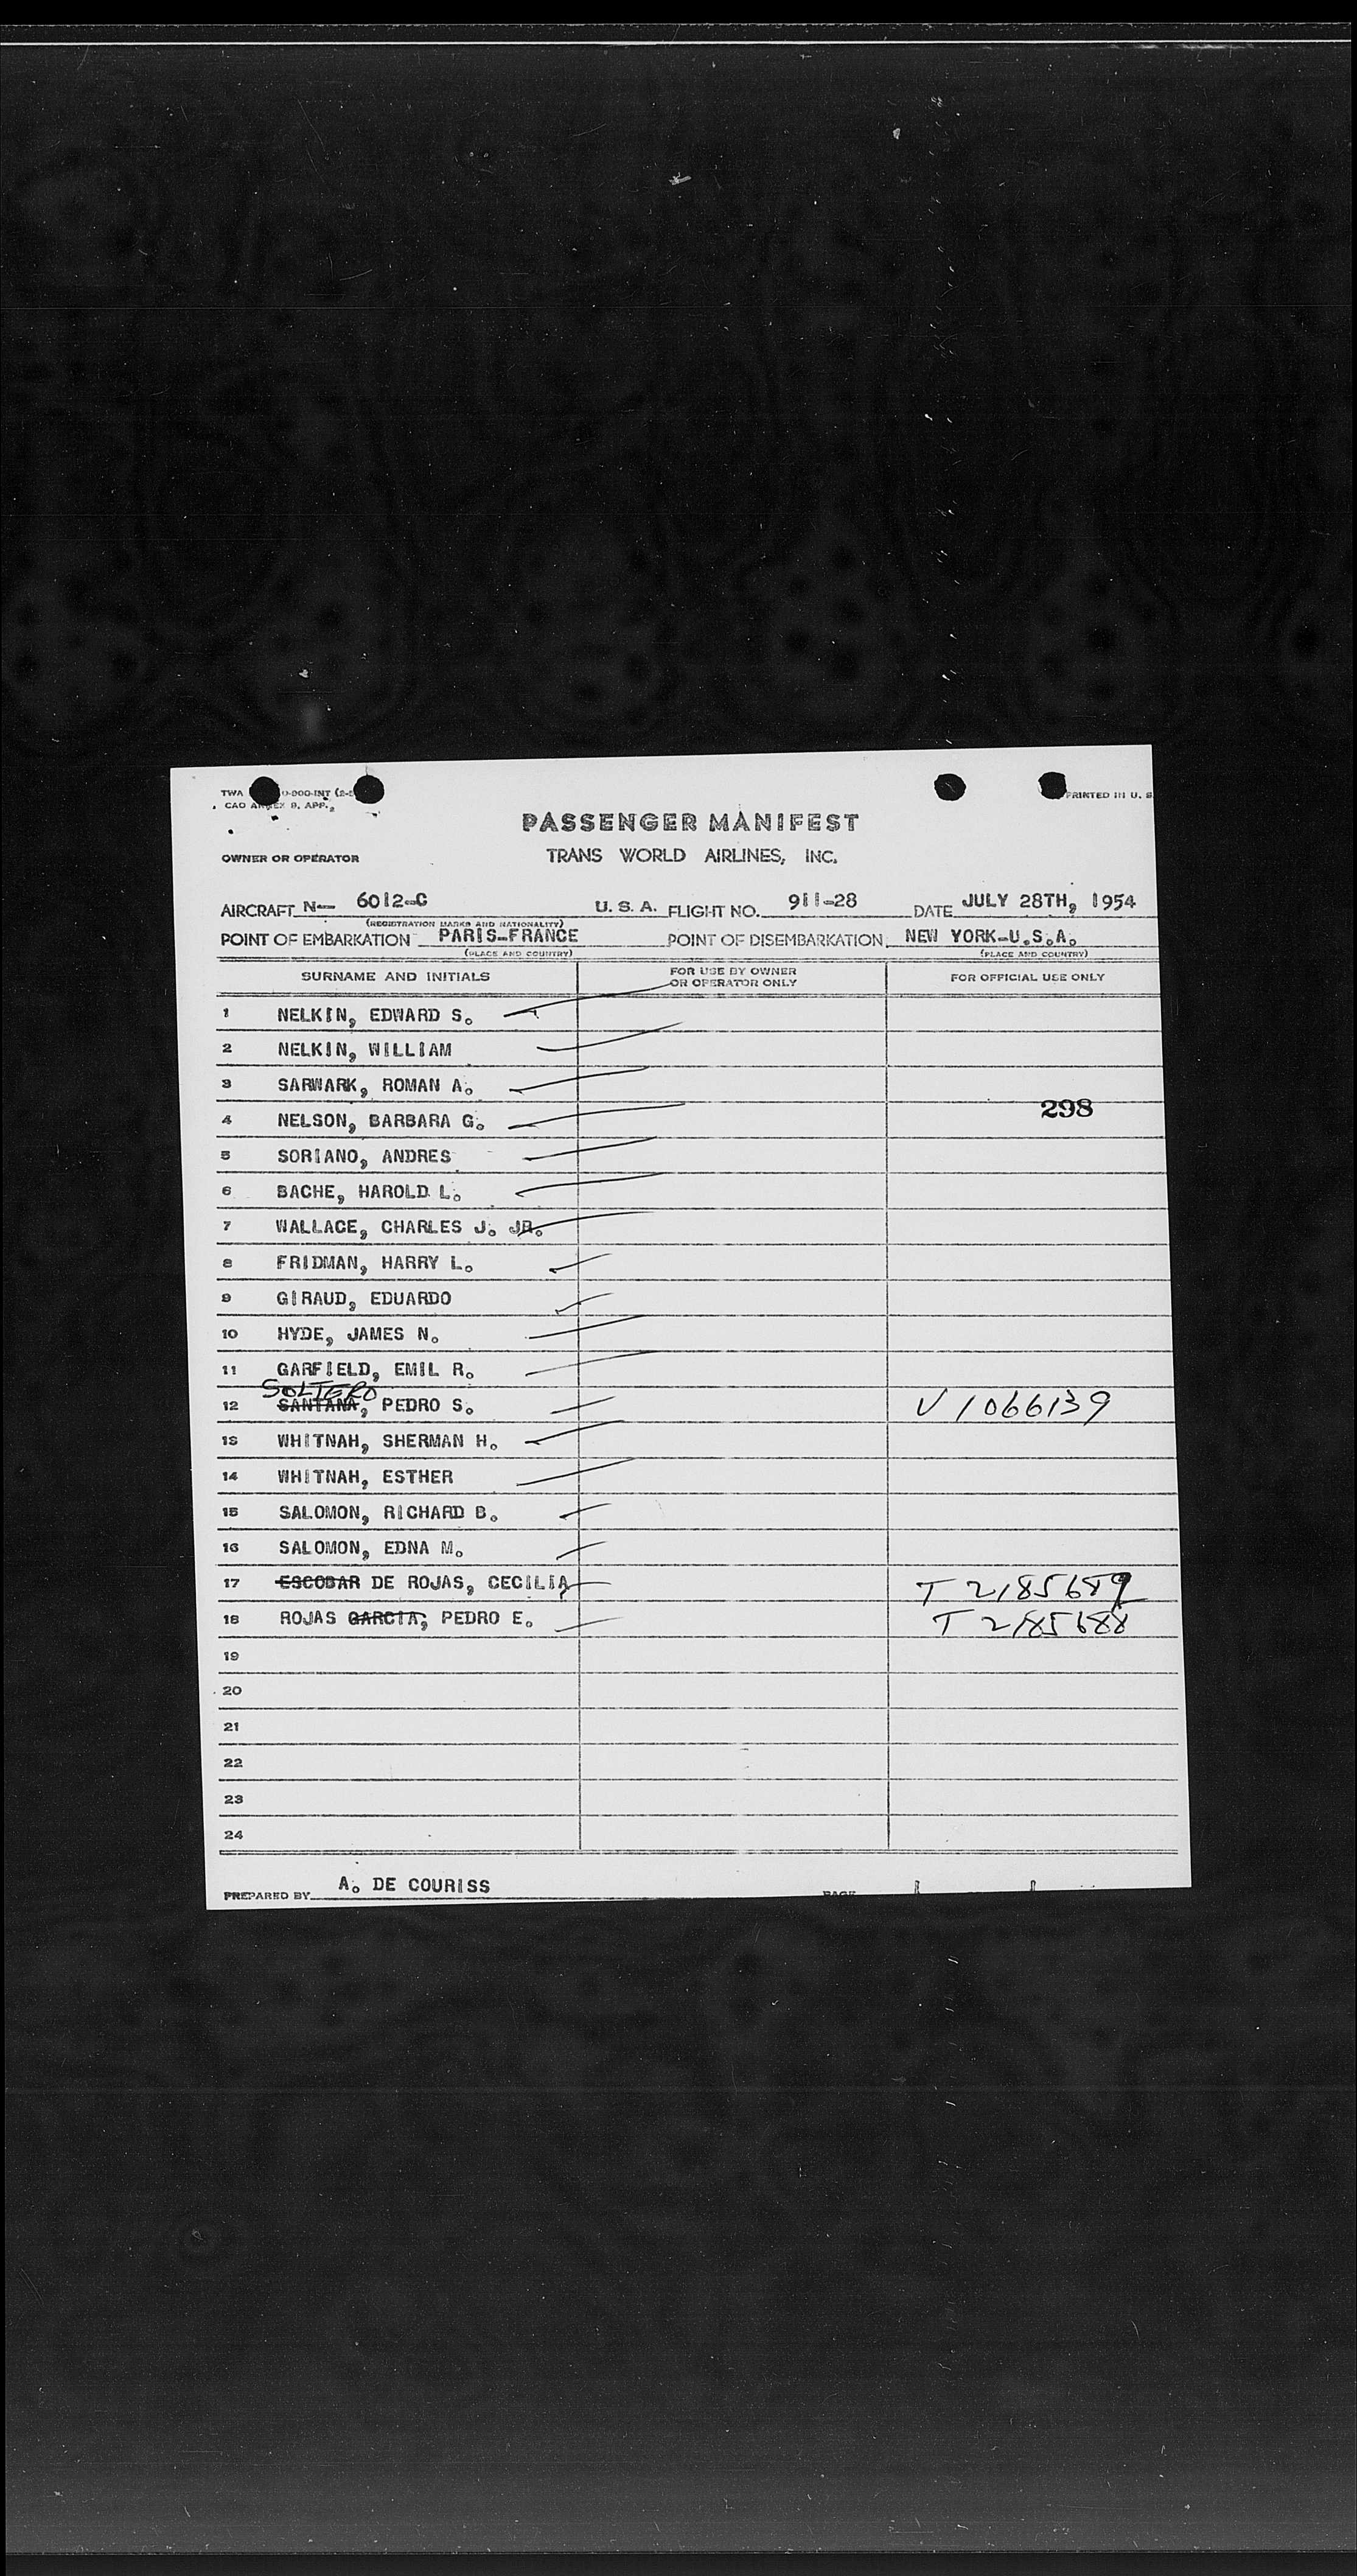 TWA
CAO ANNEX 9, APP.
PRINTED IN U. S
PASSENGER MANIFEST
OWNER OR OPERATOR TRANS WORLD AIRLINES, INC.
AIRCRAFT N— 6012-C U. S. A. FLIGHT NO. 911-28 DATE JULY 28TH, 1954
(REGISTRATION MARKS AND NATIONALITY)
POINT OF EMBARKATION PARIS-FRANCE POINT OF DISEMBARKATION NEW YORK-U.S.A.
(PLACE AND COUNTRY) (PLACE AND COUNTRY)
SURNAME AND INITIALS FOR USE BY OWNER OR OPERATOR ONLY FOR OFFICIAL USE ONLY
1 NELKIN, EDWARD S.
2 NELKIN, WILLIAM
3 SARWARK, ROMAN A.
298
4 NELSON, BARBARA G.
5 SORIANO, ANDRES
6 BACHE, HAROLD L.
7 WALLACE, CHARLES J. JR.
8 FRIDMAN, HARRY L.
9 GIRAUD, EDUARDO
10 HYDE, JAMES N.
11 GARFIELD, EMIL R.
SOLTERO
12 SANTANA, PEDRO S. V 1066139
13 WHITNAH, SHERMAN H.
14 WHITNAH, ESTHER
15 SALOMON, RICHARD B.
16 SALOMON, EDNA M.
17 ESCOBAR DE ROJAS, CECILIA T 2185689
18 ROJAS GARCIA, PEDRO E. T 2185688
19
20
21
22
23
24
PREPARED BY A. DE COURISS PAGE